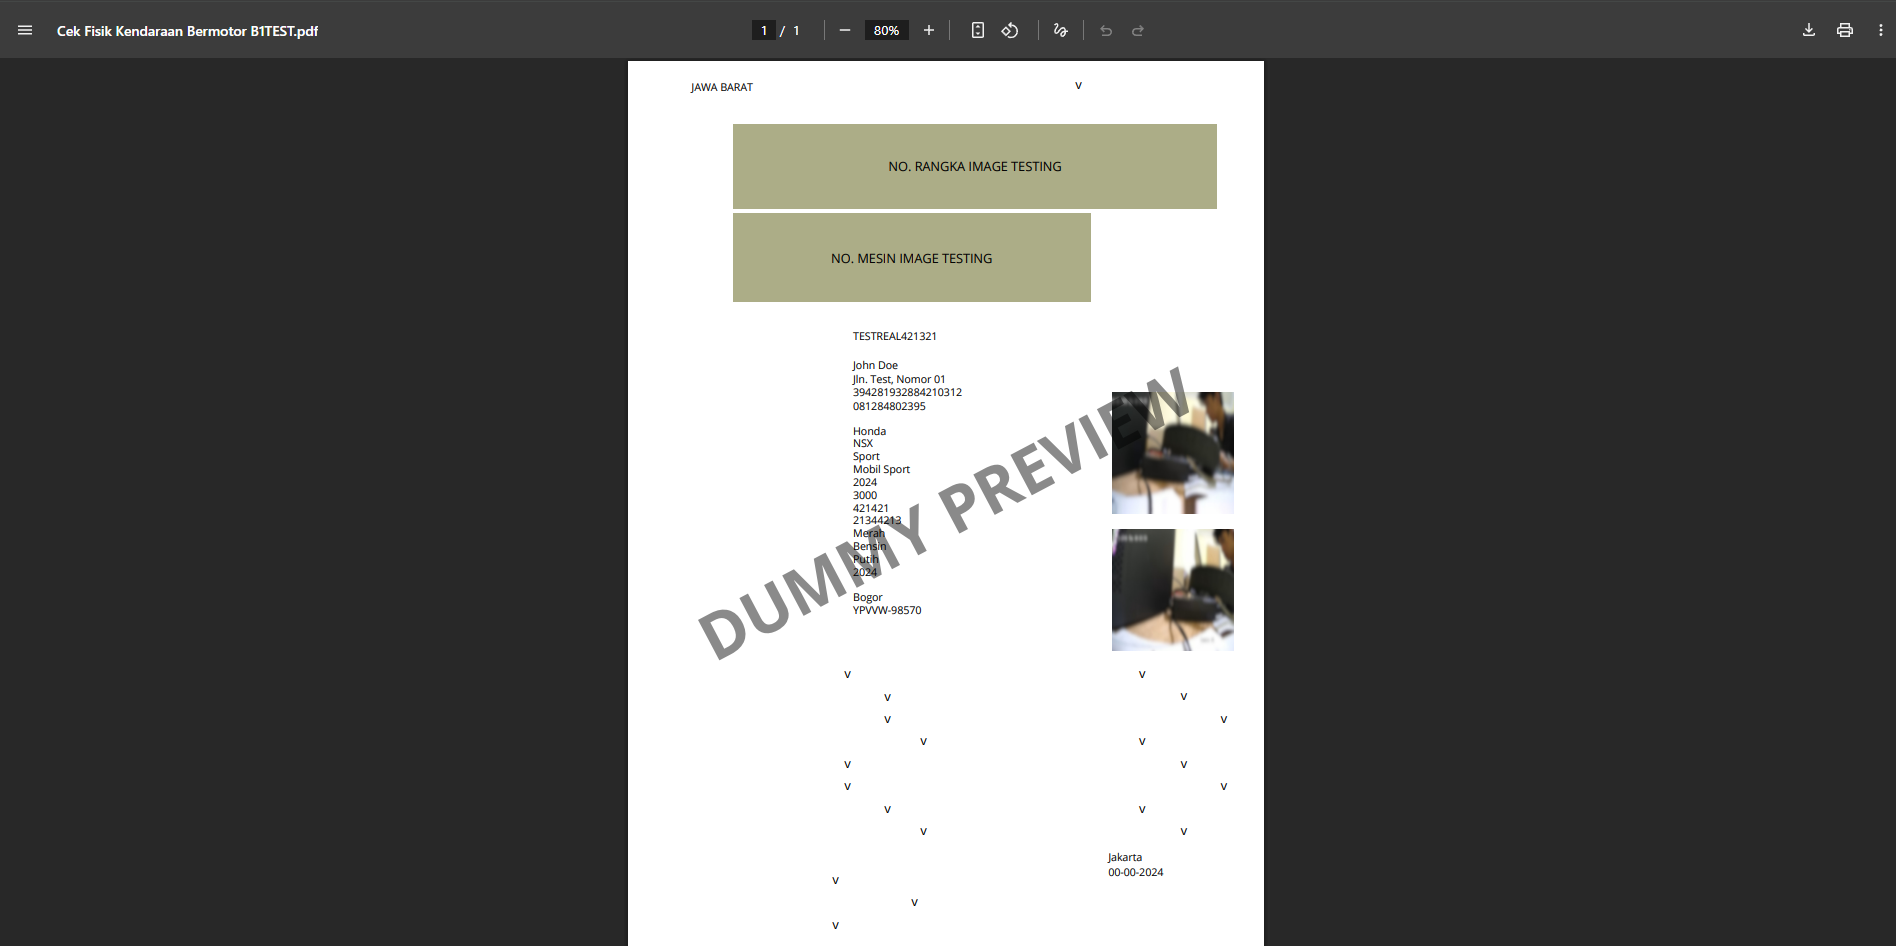 Cek Fisik Kendaraan Bermotor B1TEST.pdf
1 / 1
80%
JAWA BARAT
v
NO. RANGKA IMAGE TESTING
NO. MESIN IMAGE TESTING
TESTREAL421321
John Doe
Jln. Test, Nomor 01
394281932884210312
081284802395
Honda
NSX
Sport
Mobil Sport
2024
3000
421421
21344213
Merah
Bensin
Putih
2024
Bogor
YPVVW-98570
DUMMY PREVIEW
v v
v v
v v
v v
v v
v v
v v
v v
Jakarta
00-00-2024
v
v
v